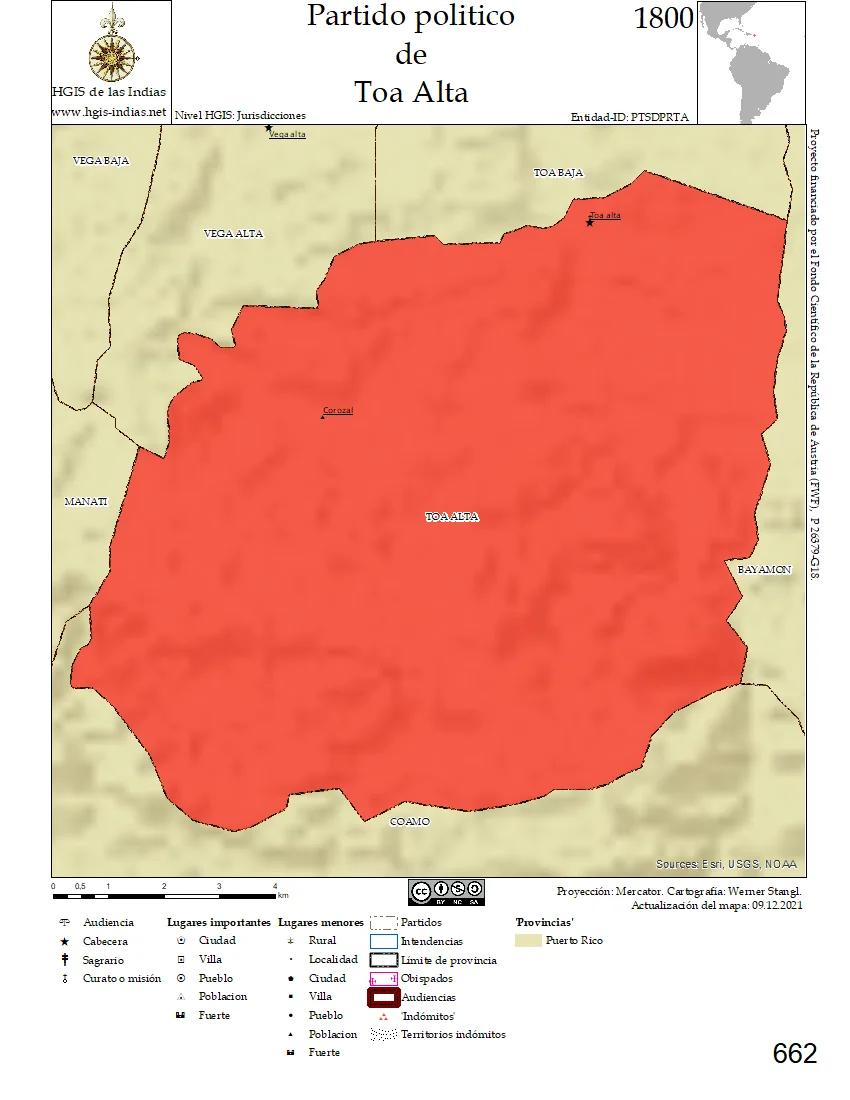 Partido politico
de
Toa Alta
1800
HGIS de las Indias
www.hgis-indias.net
Nivel HGIS: Jurisdicciones
Entidad-ID: PTSDPRTA
Vega alta
VEGA BAJA
TOA BAJA
Toa alta
VEGA ALTA
Corozal
MANATI
TOA ALTA
BAYAMON
COAMO
Sources: Esri, USGS, NOAA
Proyecto financiado por el Fondo Científico de la República de Austria (FWF), P 26379-G18.
0 0,5 1 2 3 4
km
CC BY NC SA
Proyección: Mercator. Cartografía: Werner Stangl.
Actualización del mapa: 09.12.2021
Audiencia
Cabecera
Sagrario
Curato o misión
Lugares importantes
Ciudad
Villa
Pueblo
Poblacion
Fuerte
Lugares menores
Rural
Localidad
Ciudad
Villa
Pueblo
Poblacion
Fuerte
Partidos
Intendencias
Límite de provincia
Obispados
Audiencias
'Indómitos'
Territorios indómitos
'Provincias'
Puerto Rico
662